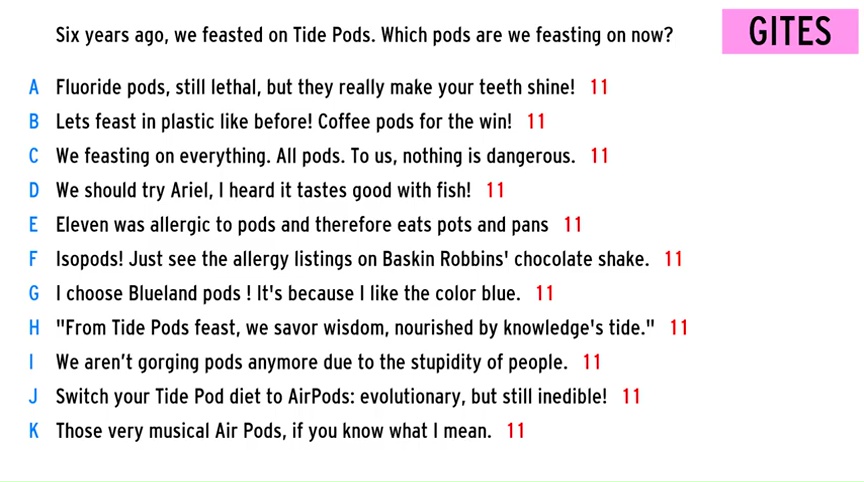 Six years ago, we feasted on Tide Pods. Which pods are we feasting on now?
GITES
A Fluoride pods, still lethal, but they really make your teeth shine! 11
B Lets feast in plastic like before! Coffee pods for the win! 11
C We feasting on everything. All pods. To us, nothing is dangerous. 11
D We should try Ariel, I heard it tastes good with fish! 11
E Eleven was allergic to pods and therefore eats pots and pans 11
F Isopods! Just see the allergy listings on Baskin Robbins' chocolate shake. 11
G I choose Blueland pods ! It's because I like the color blue. 11
H "From Tide Pods feast, we savor wisdom, nourished by knowledge's tide." 11
I We aren’t gorging pods anymore due to the stupidity of people. 11
J Switch your Tide Pod diet to AirPods: evolutionary, but still inedible! 11
K Those very musical Air Pods, if you know what I mean. 11